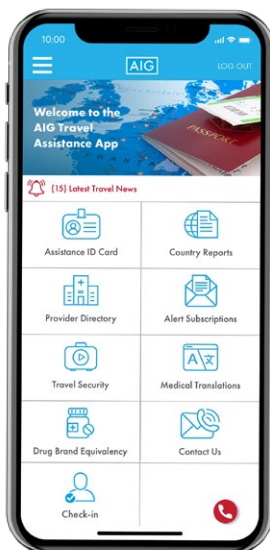 10:00
AIG
LOG OUT
Welcome to the
AIG Travel
Assistance App
PASSPORT
(15) Latest Travel News
Assistance ID Card
Country Reports
Provider Directory
Alert Subscriptions
Travel Security
A
Medical Translations
Drug Brand Equivalency
Contact Us
Check-in